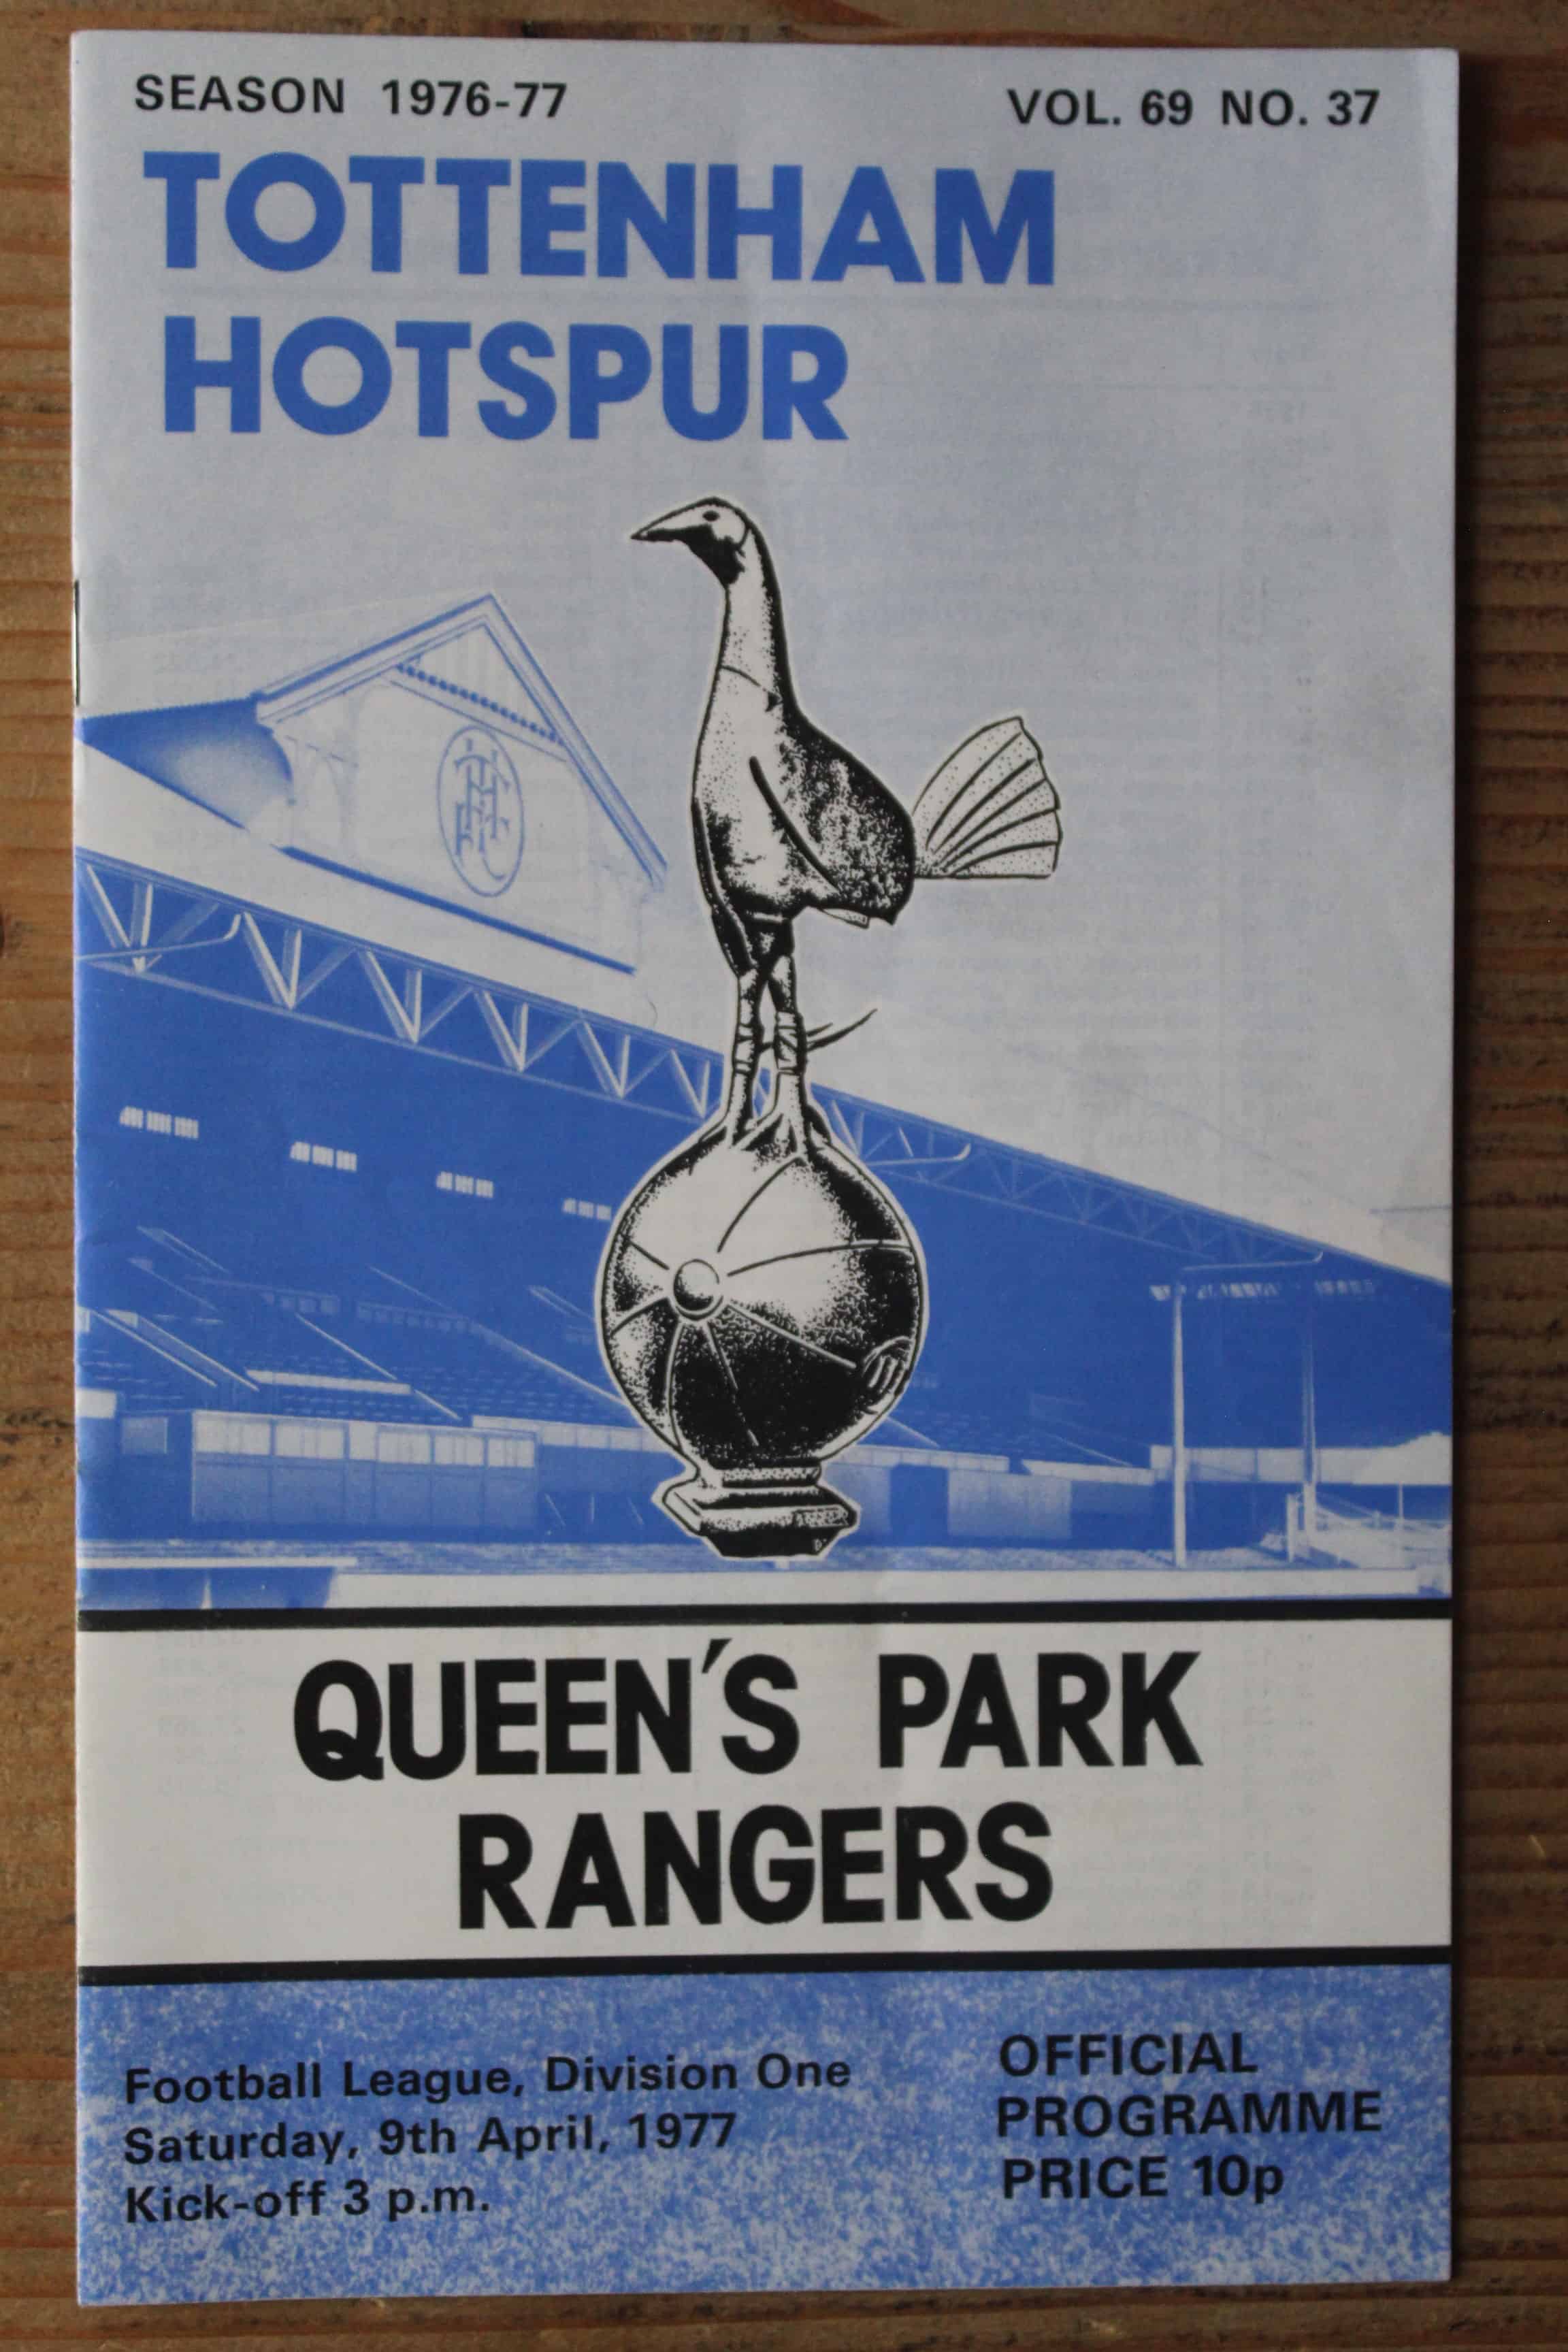 SEASON 1976-77
VOL. 69 NO. 37
TOTTENHAM
HOTSPUR
QUEEN'S PARK
RANGERS
Football League, Division One
Saturday, 9th April, 1977
Kick-off 3 p.m.
OFFICIAL
PROGRAMME
PRICE 10p